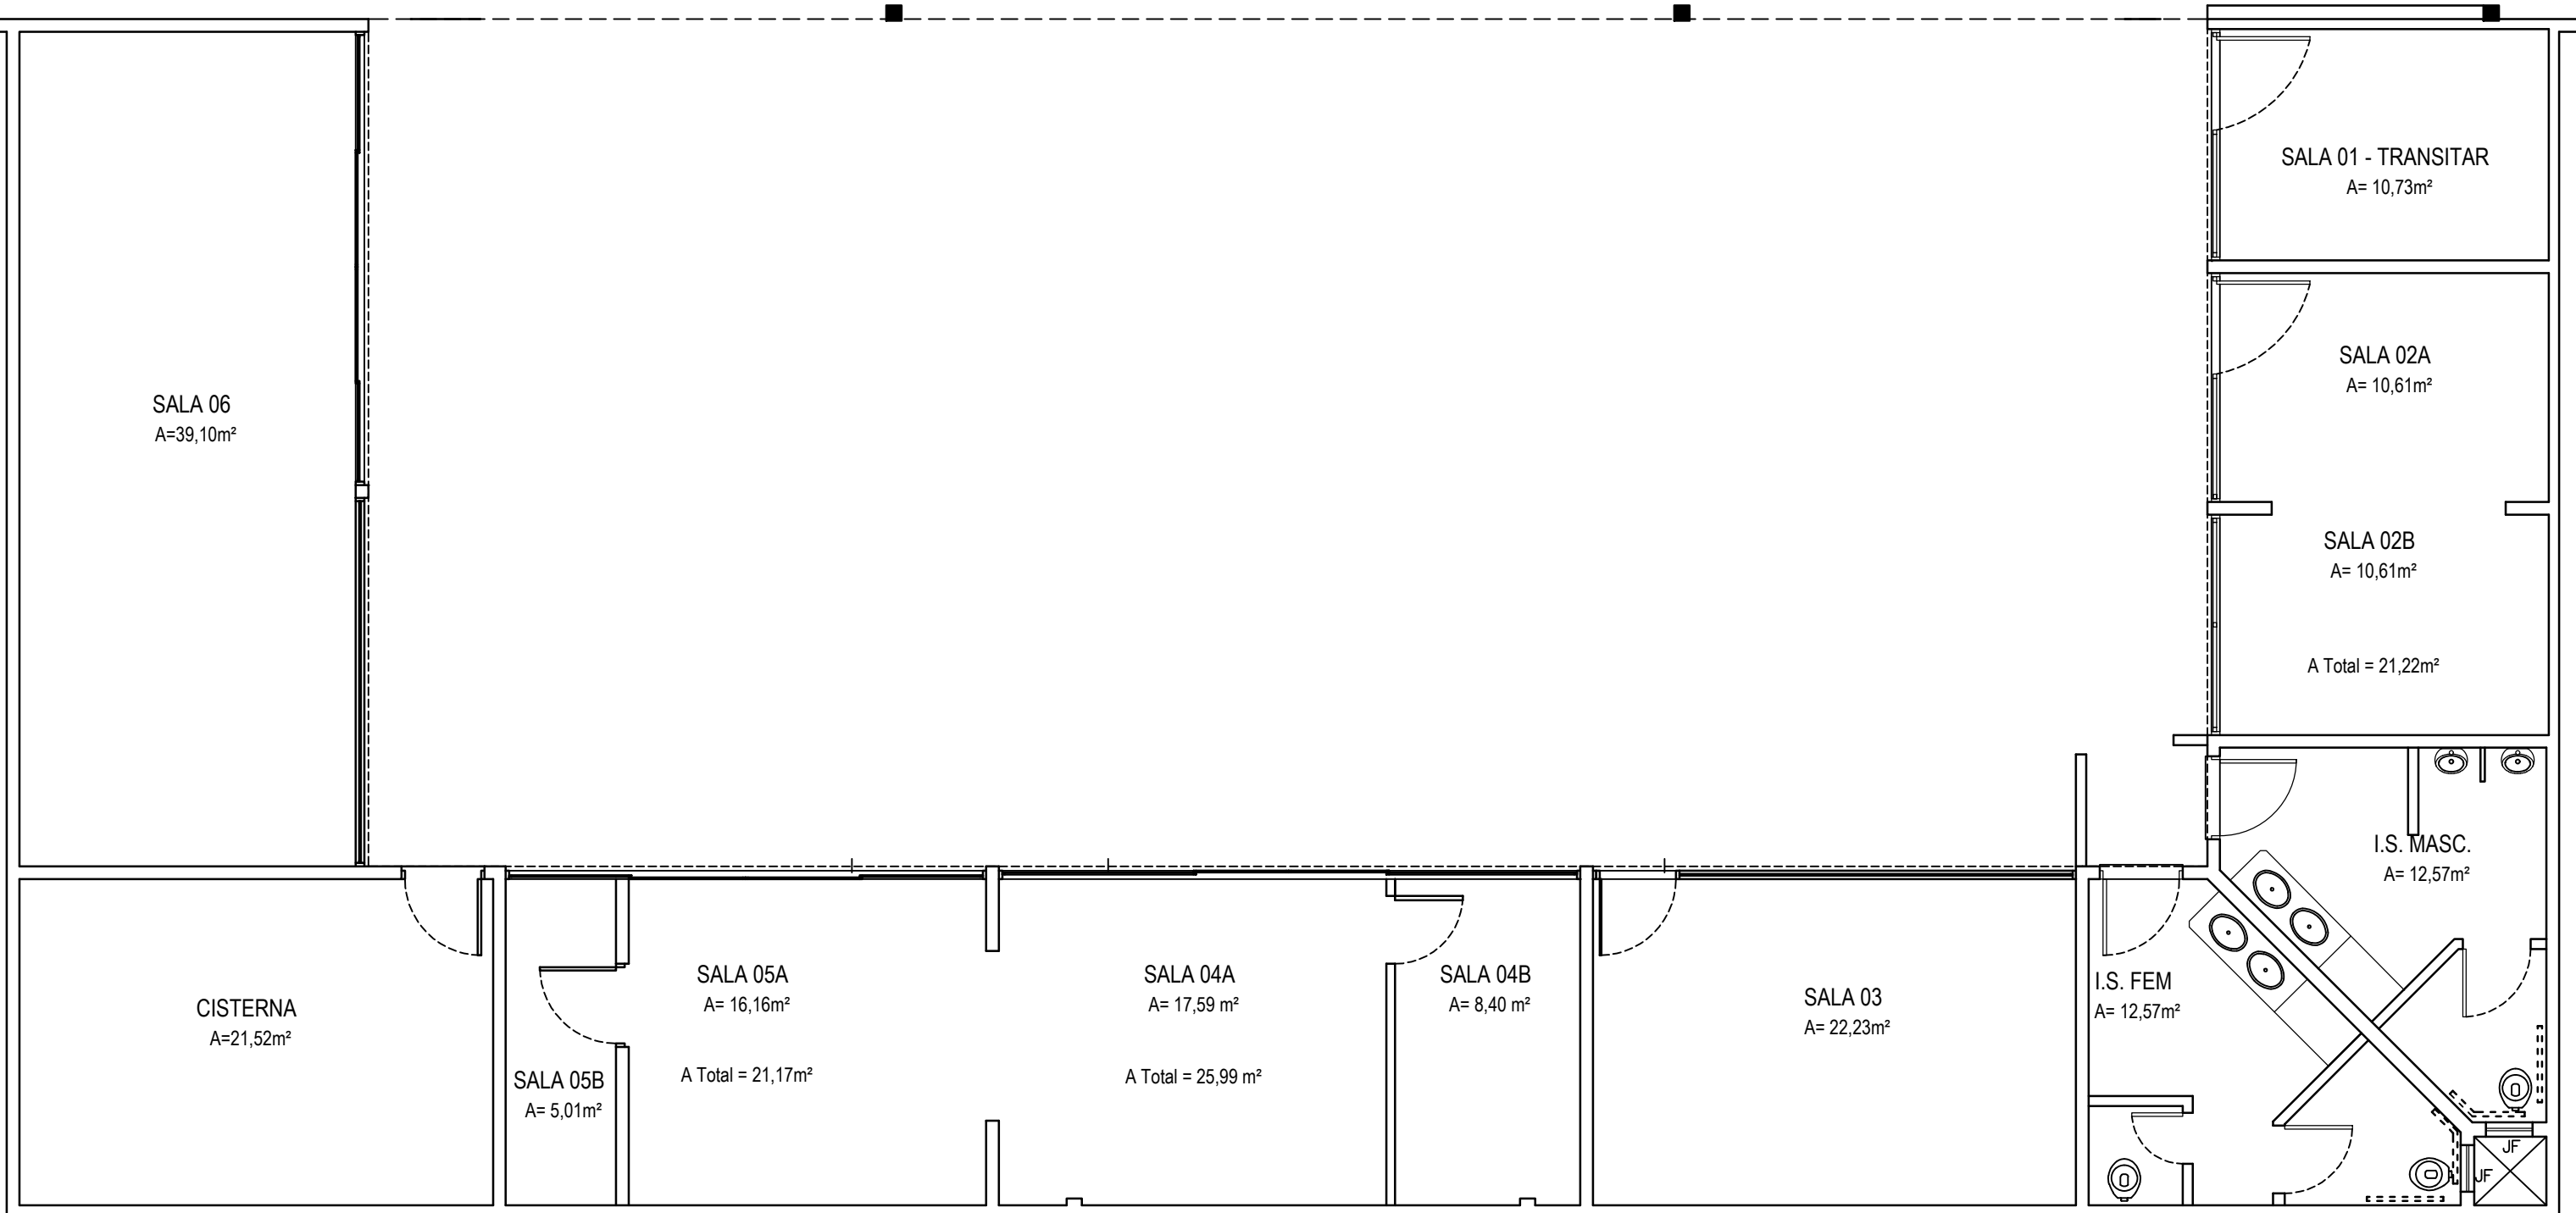 SALA 01 - TRANSITAR
A= 10,73m²
SALA 02A
A= 10,61m²
SALA 06
A=39,10m²
SALA 02B
A= 10,61m²
A Total = 21,22m²
I.S. MASC.
A= 12,57m²
SALA 05A
A= 16,16m²
A Total = 21,17m²
SALA 04A
A= 17,59 m²
A Total = 25,99 m²
SALA 04B
A= 8,40 m²
SALA 03
A= 22,23m²
I.S. FEM
A= 12,57m²
CISTERNA
A=21,52m²
SALA 05B
A= 5,01m²
JF
JF